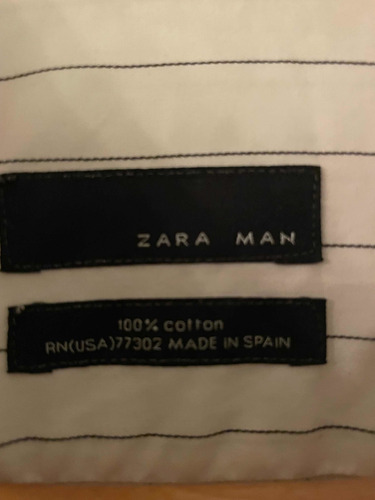 ZARA MAN
100% cotton
RN(USA)77302 MADE IN SPAIN